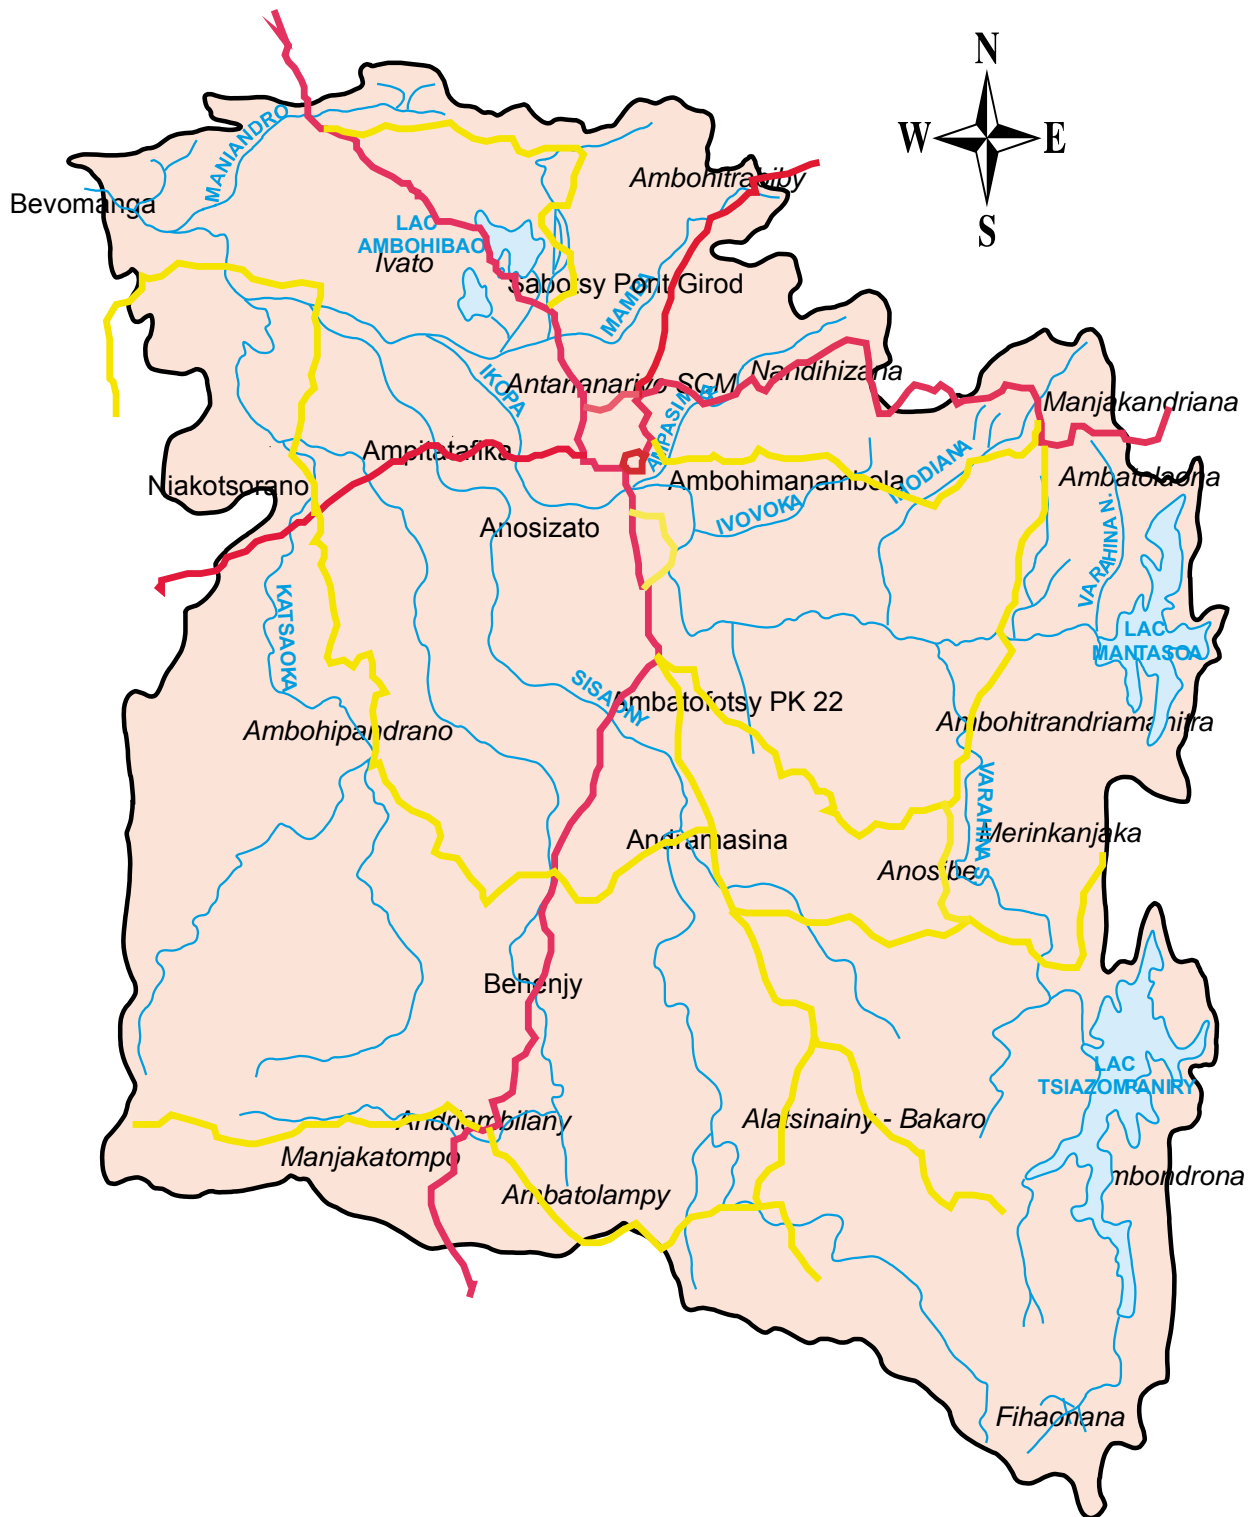 N
W E
S
MANIANDRO
Ambohitrabiby
Bevomanga
LAC
AMBOHIBAO
Ivato
Sabotsy Pont Girod
MAMBA
IKOPA
Antananarivo SCM
Nandihizana
Manjakandriana
Ampitatafika
Ambatolaona
Niakotsorano
Ambohimanambola
IVOVOKA
VARAHINA N.
Anosizato
KATSAOKA
LAC
MANTASOA
SISAONY
Ambatofotsy PK 22
Ambohitrandriamanitra
Ambohipandrano
VARAHINA S.
Andramasina
Merinkanjaka
Anosibe
Behenjy
LAC
TSIAZOMPANIRY
Andriambilany
Alatsinainy - Bakaro
Manjakatompo
mbondrona
Ambatolampy
Fihaonana